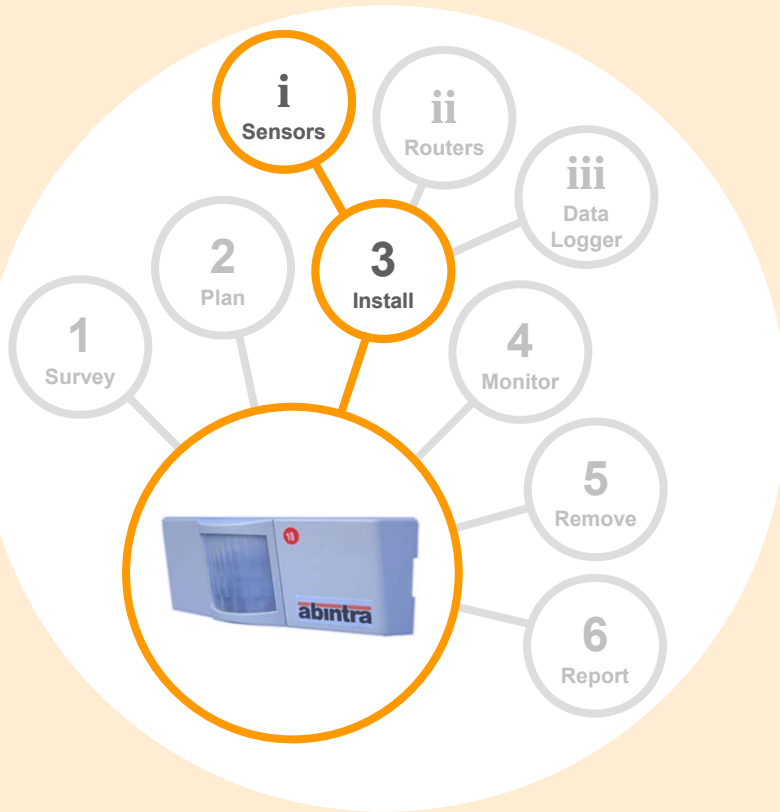 i
Sensors
ii
Routers
iii
Data
Logger
3
Install
2
Plan
1
Survey
4
Monitor
5
Remove
6
Report
abintra